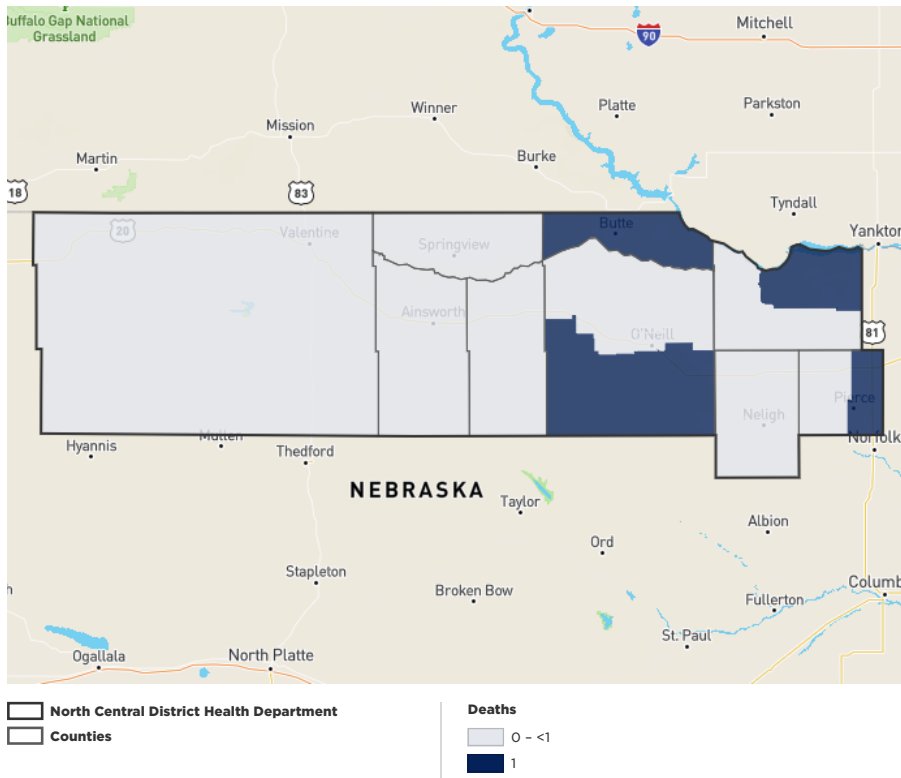 Buffalo Gap National
Grassland
Mitchell
90
Winner
Platte
Parkston
Mission
Martin
Burke
18
83
Tyndall
Butte
20
Valentine
Yankton
Springview
Ainsworth
O'Neill
81
Pierce
Neligh
Hyannis
Mullen
Thedford
Norfolk
NEBRASKA
Taylor
Albion
Ord
Stapleton
Columb
h
Broken Bow
Fullerton
St. Paul
Ogallala
North Platte
North Central District Health Department
Counties
Deaths
0 – <1
1